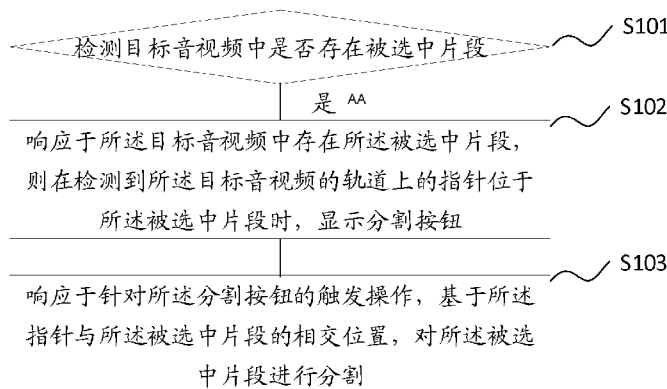 S101
检测目标音视频中是否存在被选中片段
是 AA
S102
响应于所述目标音视频中存在所述被选中片段，
则在检测到所述目标音视频的轨道上的指针位于
所述被选中片段时，显示分割按钮
S103
响应于针对所述分割按钮的触发操作，基于所述
指针与所述被选中片段的相交位置，对所述被选
中片段进行分割